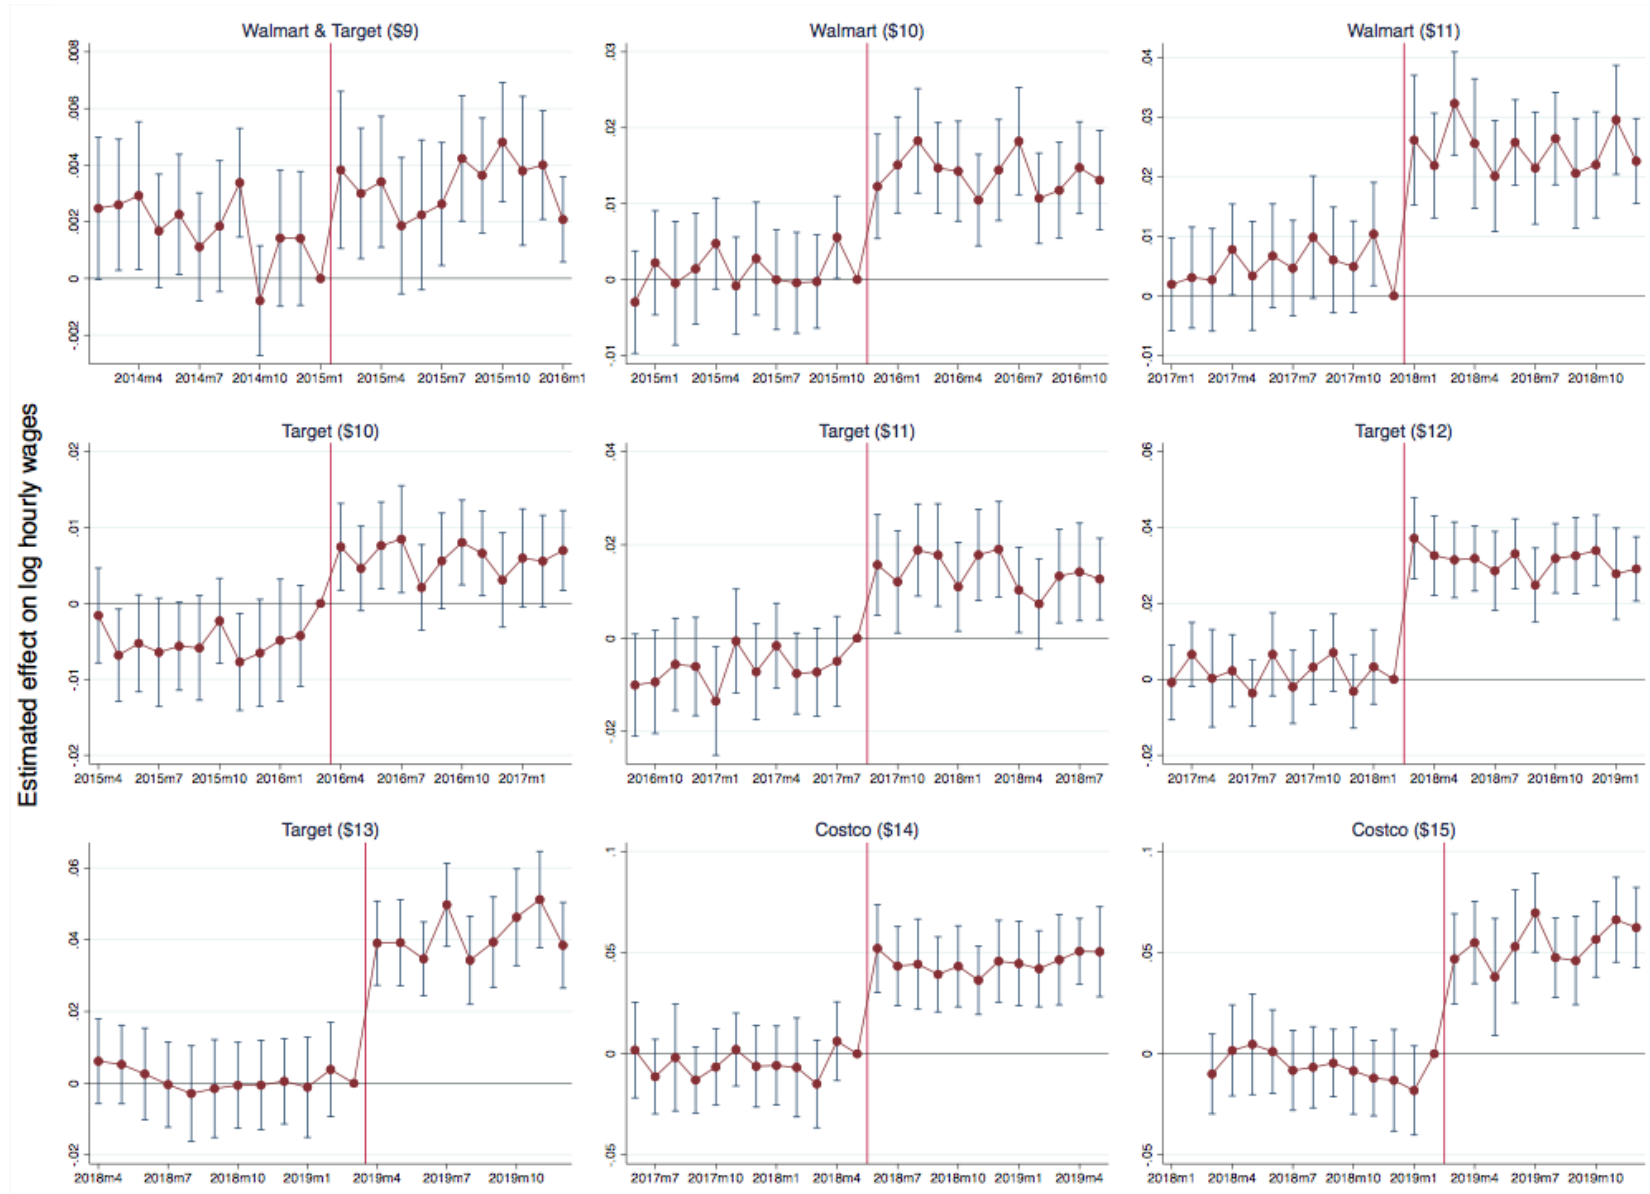 Estimated effect on log hourly wages
Walmart & Target ($9)
.008
.006
.004
.002
0
-.002
2014m4 2014m7 2014m10 2015m1 2015m4 2015m7 2015m10 2016m1
Walmart ($10)
.03
.02
.01
0
-.01
2015m1 2015m4 2015m7 2015m10 2016m1 2016m4 2016m7 2016m10
Walmart ($11)
.04
.03
.02
.01
0
-.01
2017m1 2017m4 2017m7 2017m10 2018m1 2018m4 2018m7 2018m10
Target ($10)
.02
.01
0
-.01
-.02
2015m4 2015m7 2015m10 2016m1 2016m4 2016m7 2016m10 2017m1
Target ($11)
.04
.02
0
-.02
2016m10 2017m1 2017m4 2017m7 2017m10 2018m1 2018m4 2018m7
Target ($12)
.06
.04
.02
0
-.02
2017m4 2017m7 2017m10 2018m1 2018m4 2018m7 2018m10 2019m1
Target ($13)
.06
.04
.02
0
-.02
2018m4 2018m7 2018m10 2019m1 2019m4 2019m7 2019m10
Costco ($14)
.1
.05
0
-.05
2017m7 2017m10 2018m1 2018m4 2018m7 2018m10 2019m1 2019m4
Costco ($15)
.1
.05
0
-.05
2018m1 2018m4 2018m7 2018m10 2019m1 2019m4 2019m7 2019m10